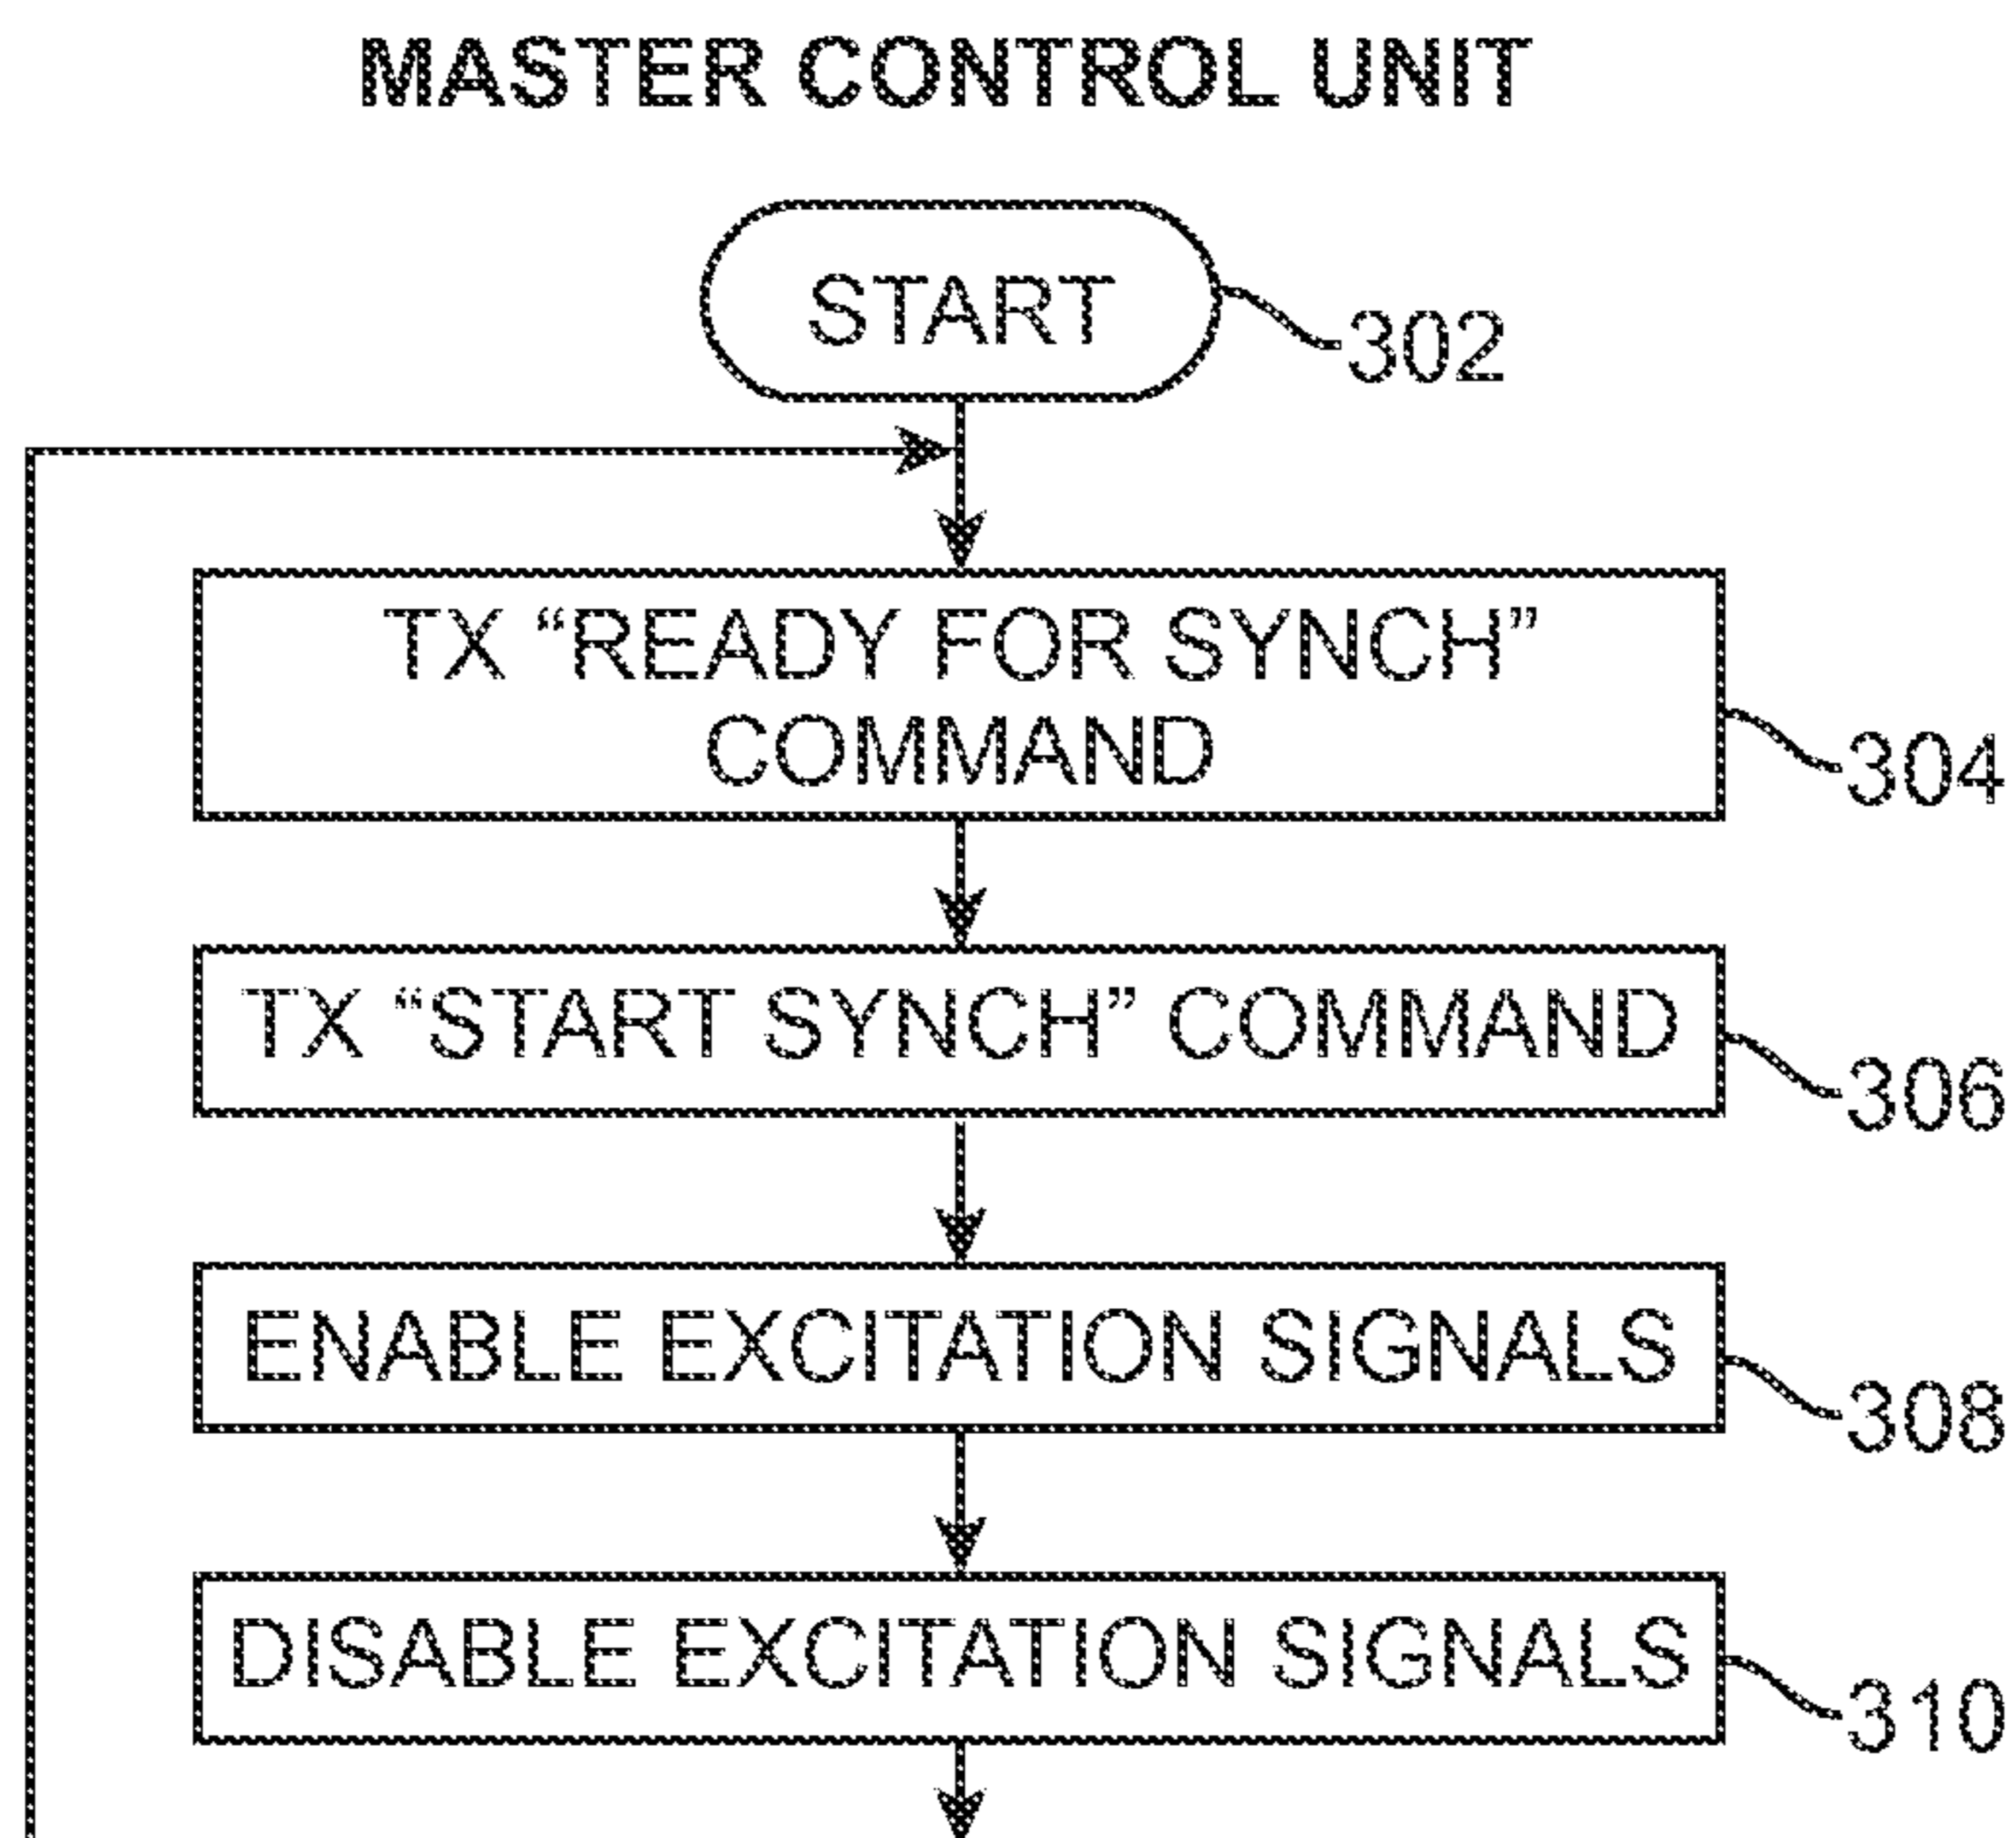 MASTER CONTROL UNIT
START
302
TX “READY FOR SYNCH”
COMMAND
304
TX “START SYNCH” COMMAND
306
ENABLE EXCITATION SIGNALS
308
DISABLE EXCITATION SIGNALS
310